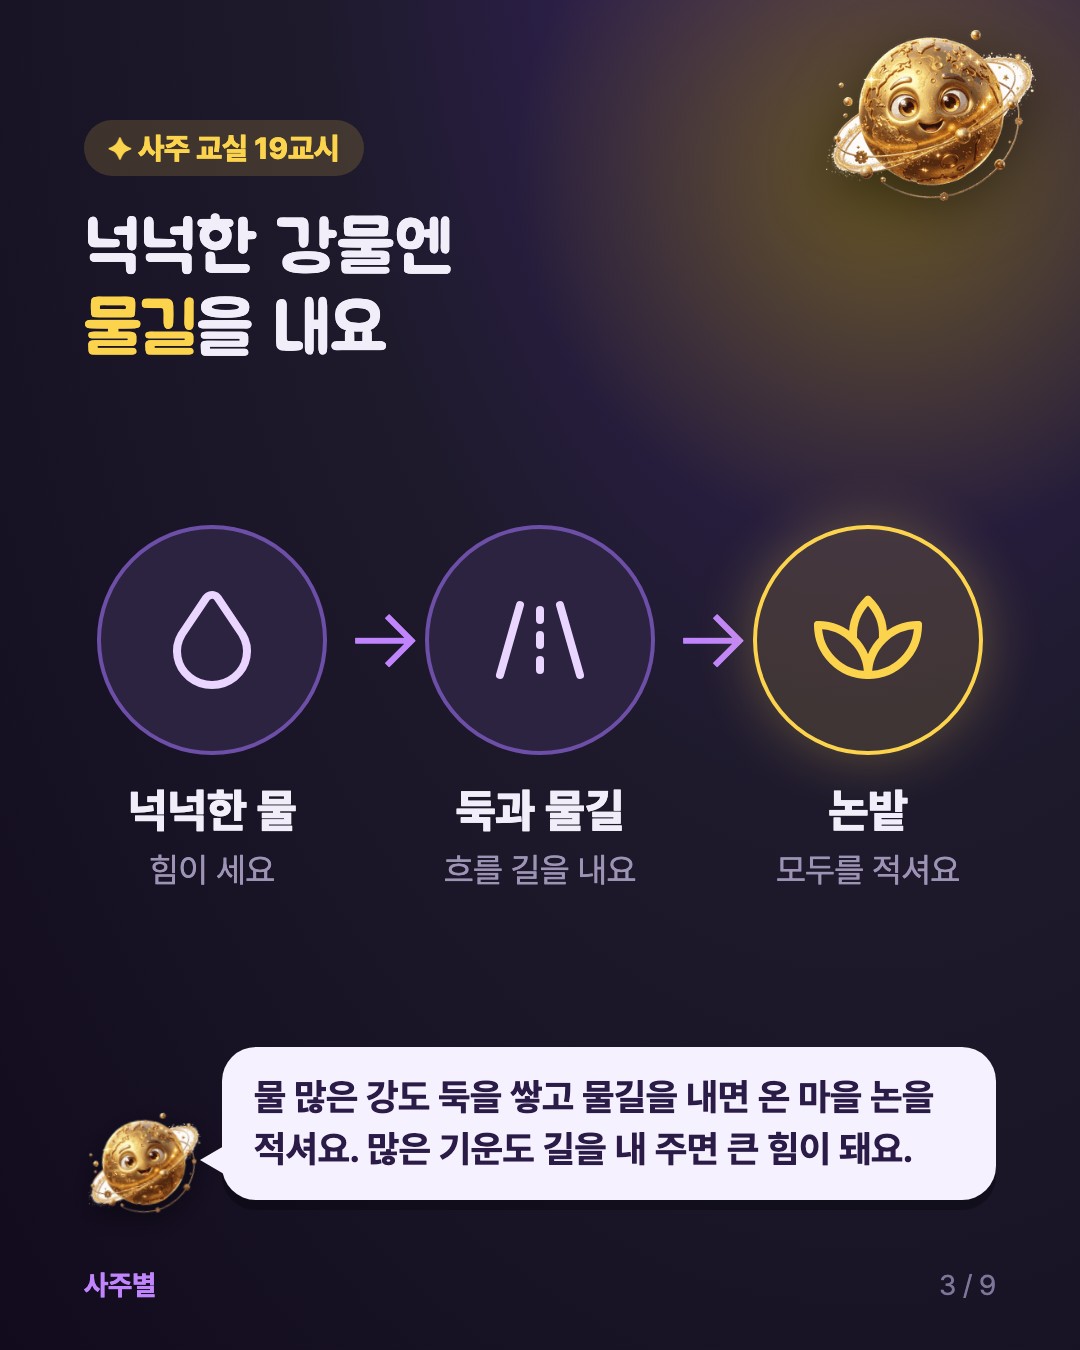 ✦ 사주 교실 19교시
넉넉한 강물엔
물길을 내요
넉넉한 물
힘이 세요
둑과 물길
흐를 길을 내요
논밭
모두를 적셔요
물 많은 강도 둑을 쌓고 물길을 내면 온 마을 논을
적셔요. 많은 기운도 길을 내 주면 큰 힘이 돼요.
사주별
3 / 9